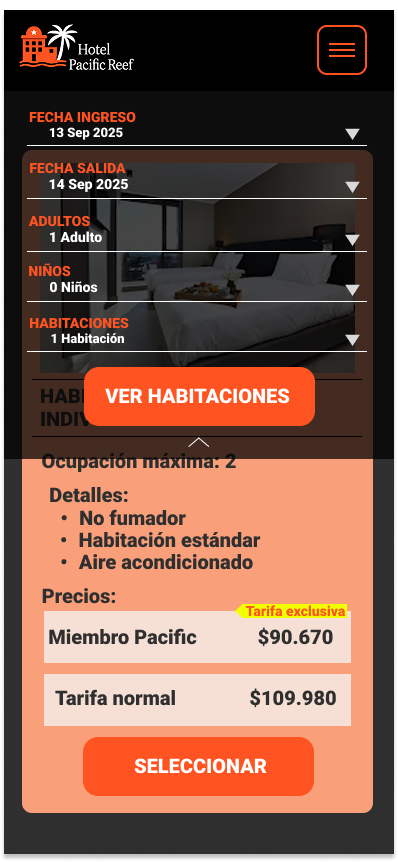 Hotel
Pacific Reef
FECHA INGRESO
13 Sep 2025
FECHA SALIDA
14 Sep 2025
ADULTOS
1 Adulto
NIÑOS
0 Niños
HABITACIONES
1 Habitación
VER HABITACIONES
HAB
INDIV
Ocupación máxima: 2
Detalles:
• No fumador
• Habitación estándar
• Aire acondicionado
Precios:
Tarifa exclusiva
Miembro Pacific $90.670
Tarifa normal $109.980
SELECCIONAR